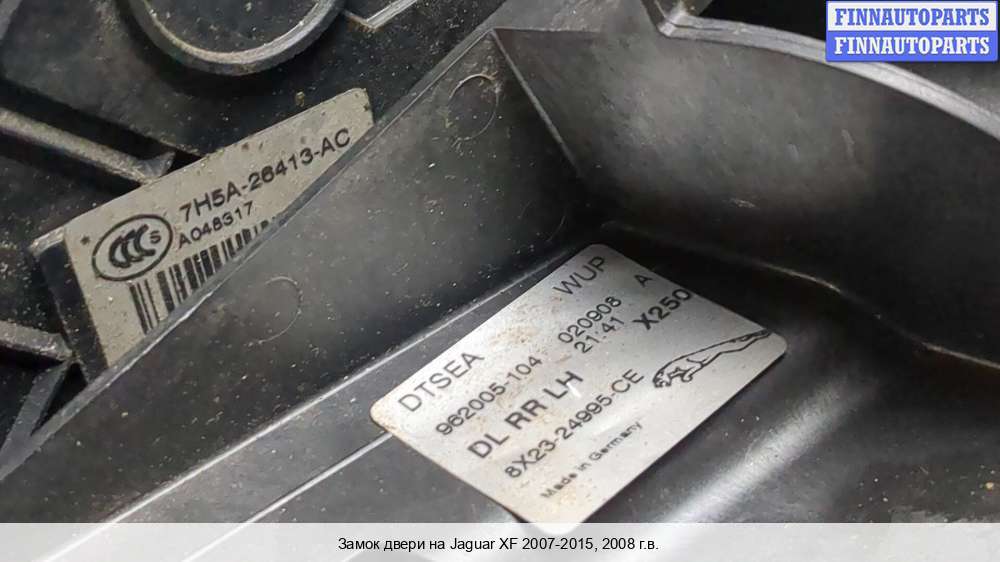 FINNAUTOPARTS
FINNAUTOPARTS
7H5A-26413-AC
CCC S
A048317
DTSEA WUP
962005-104 020908 A
21:41
DL RR LH X250
8X23-24995-CE
Made in Germany
Замок двери на Jaguar XF 2007-2015, 2008 г.в.